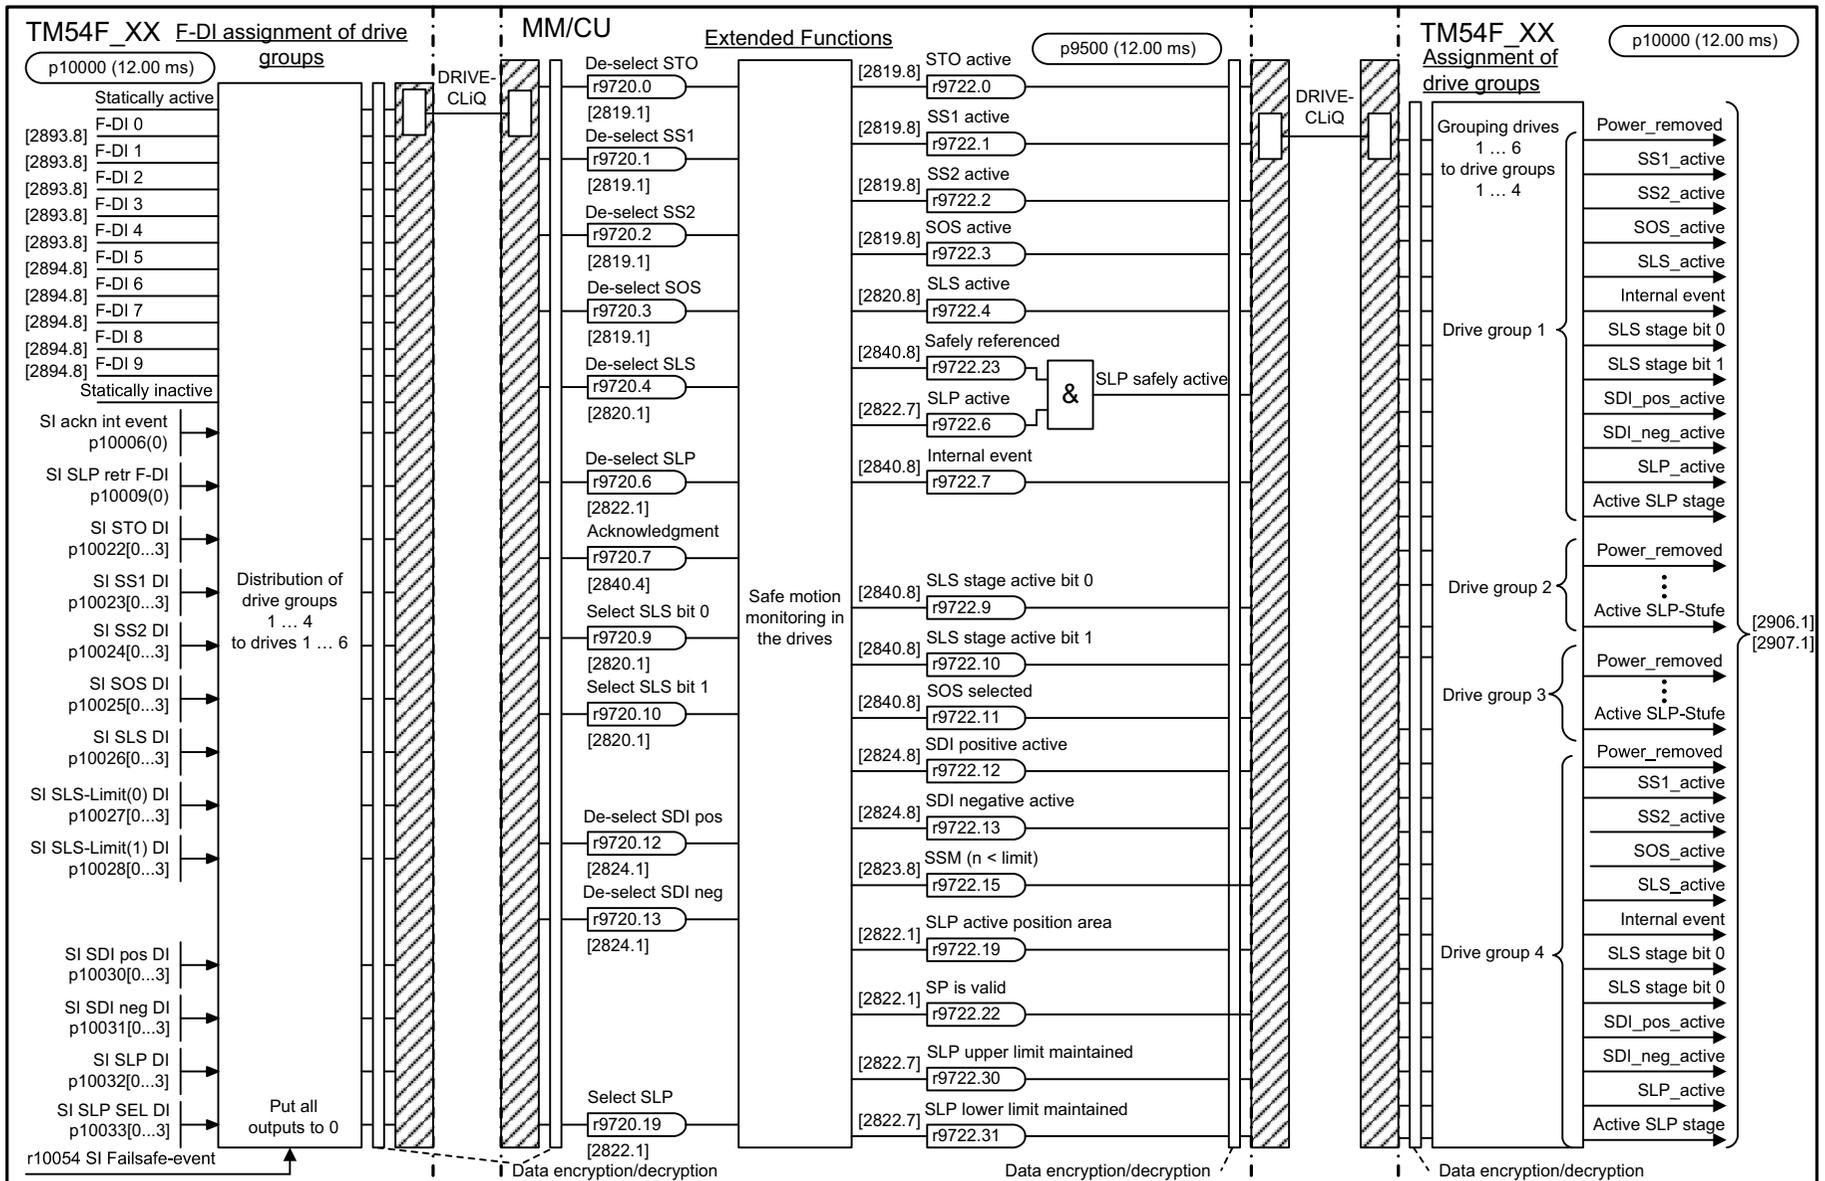 TM54F_XX
F-DI assignment of drive
groups
p10000 (12.00 ms)
Statically active
F-DI 0
[2893.8]
F-DI 1
[2893.8]
F-DI 2
[2893.8]
F-DI 3
[2893.8]
F-DI 4
[2893.8]
F-DI 5
[2894.8]
F-DI 6
[2894.8]
F-DI 7
[2894.8]
F-DI 8
[2894.8]
F-DI 9
[2894.8]
Statically inactive
SI ackn int event
p10006(0)
SI SLP retr F-DI
p10009(0)
SI STO DI
p10022[0...3]
SI SS1 DI
p10023[0...3]
SI SS2 DI
p10024[0...3]
SI SOS DI
p10025[0...3]
SI SLS DI
p10026[0...3]
SI SLS-Limit(0) DI
p10027[0...3]
SI SLS-Limit(1) DI
p10028[0...3]
SI SDI pos DI
p10030[0...3]
SI SDI neg DI
p10031[0...3]
SI SLP DI
p10032[0...3]
SI SLP SEL DI
p10033[0...3]
r10054 SI Failsafe-event
Distribution of
drive groups
1 ... 4
to drives 1 ... 6
Put all
outputs to 0
DRIVE-
CLiQ
MM/CU
Extended Functions
p9500 (12.00 ms)
De-select STO
r9720.0
[2819.1]
De-select SS1
r9720.1
[2819.1]
De-select SS2
r9720.2
[2819.1]
De-select SOS
r9720.3
[2819.1]
De-select SLS
r9720.4
[2820.1]
De-select SLP
r9720.6
[2822.1]
Acknowledgment
r9720.7
[2840.4]
Select SLS bit 0
r9720.9
[2820.1]
Select SLS bit 1
r9720.10
[2820.1]
De-select SDI pos
r9720.12
[2824.1]
De-select SDI neg
r9720.13
[2824.1]
Select SLP
r9720.19
[2822.1]
Data encryption/decryption
Safe motion
monitoring in
the drives
STO active
[2819.8]
r9722.0
SS1 active
[2819.8]
r9722.1
SS2 active
[2819.8]
r9722.2
SOS active
[2819.8]
r9722.3
SLS active
[2820.8]
r9722.4
Safely referenced
[2840.8]
r9722.23
SLP active
[2822.7]
r9722.6
&
SLP safely active
Internal event
[2840.8]
r9722.7
SLS stage active bit 0
[2840.8]
r9722.9
SLS stage active bit 1
[2840.8]
r9722.10
SOS selected
[2840.8]
r9722.11
SDI positive active
[2824.8]
r9722.12
SDI negative active
[2824.8]
r9722.13
SSM (n < limit)
[2823.8]
r9722.15
SLP active position area
[2822.1]
r9722.19
SP is valid
[2822.1]
r9722.22
SLP upper limit maintained
[2822.7]
r9722.30
SLP lower limit maintained
[2822.7]
r9722.31
Data encryption/decryption
DRIVE-
CLiQ
TM54F_XX
Assignment of
drive groups
p10000 (12.00 ms)
Grouping drives
1 ... 6
to drive groups
1 ... 4
Drive group 1
Power_removed
SS1_active
SS2_active
SOS_active
SLS_active
Internal event
SLS stage bit 0
SLS stage bit 1
SDI_pos_active
SDI_neg_active
SLP_active
Active SLP stage
Drive group 2
Power_removed
Active SLP-Stufe
Drive group 3
Power_removed
Active SLP-Stufe
Drive group 4
Power_removed
SS1_active
SS2_active
SOS_active
SLS_active
Internal event
SLS stage bit 0
SLS stage bit 0
SDI_pos_active
SDI_neg_active
SLP_active
Active SLP stage
[2906.1]
[2907.1]
Data encryption/decryption